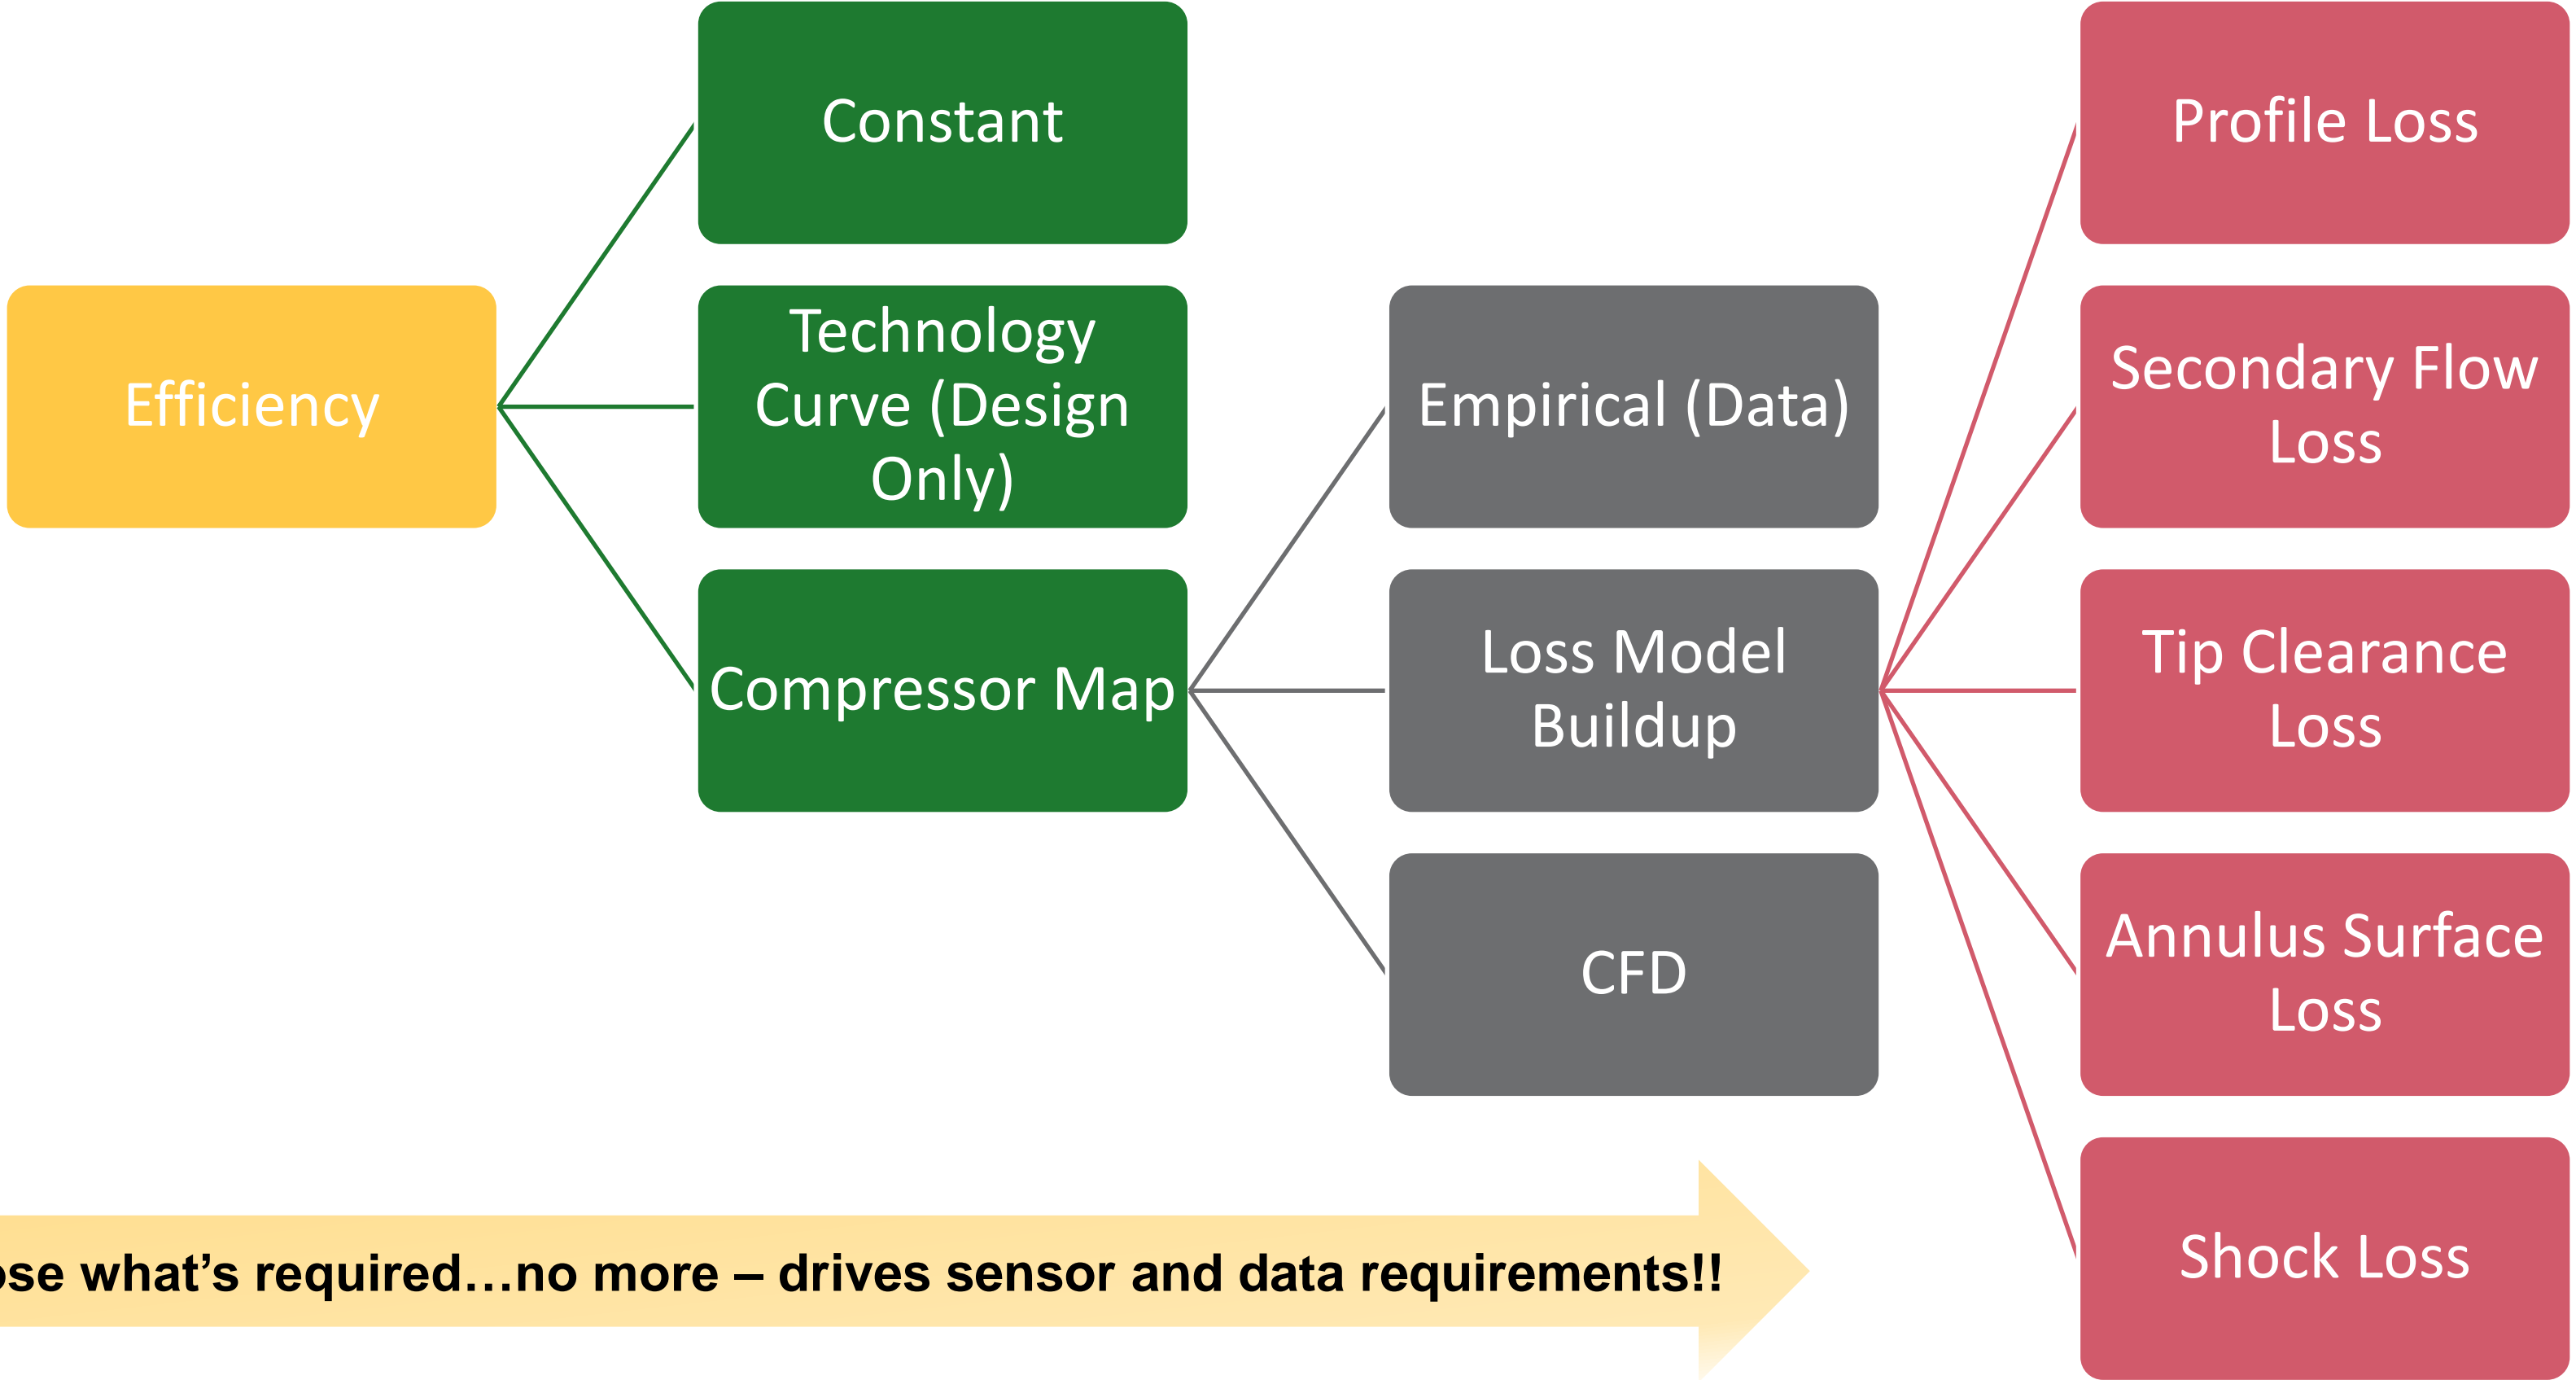 Constant
Profile Loss
Efficiency
Technology
Curve (Design
Only)
Empirical (Data)
Secondary Flow
Loss
Compressor Map
Loss Model
Buildup
Tip Clearance
Loss
CFD
Annulus Surface
Loss
what’s required…no more – drives sensor and data requirements!!
Shock Loss